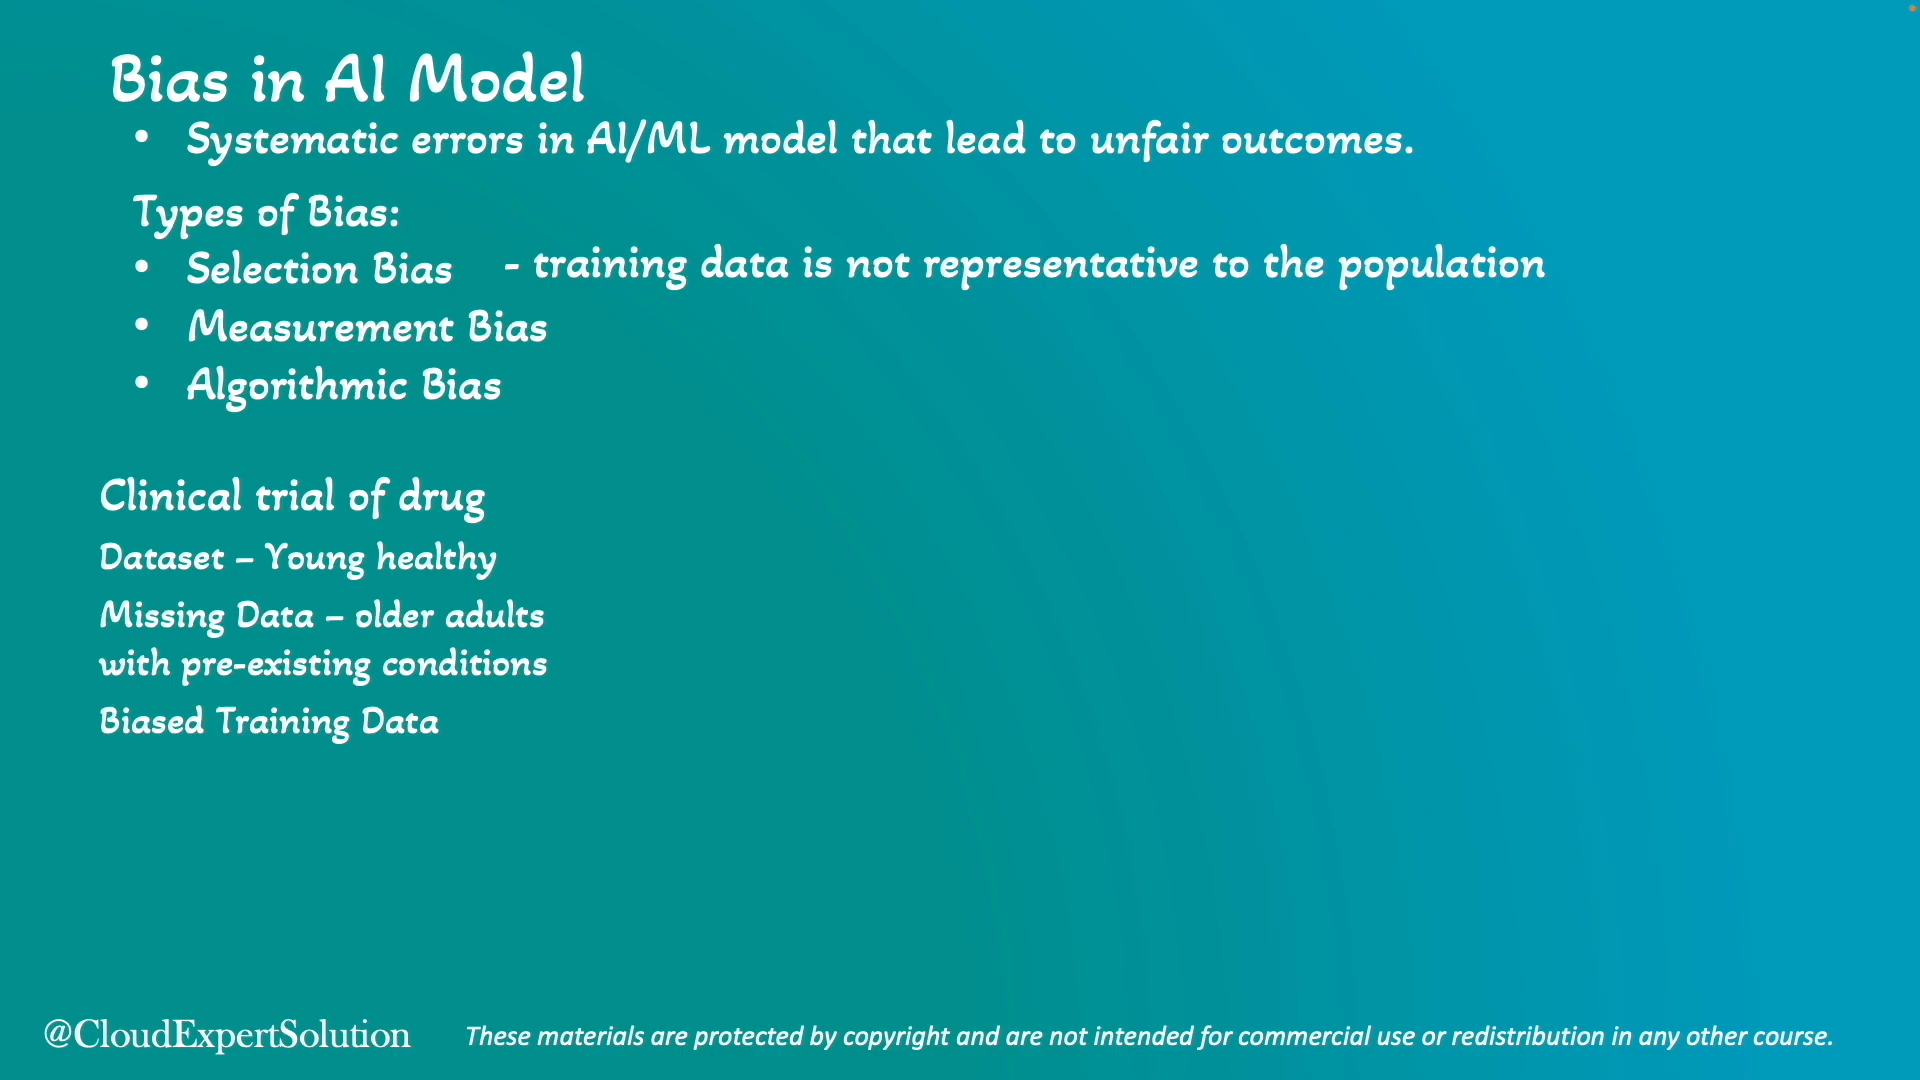 Bias in AI Model
• Systematic errors in AI/ML model that lead to unfair outcomes.
Types of Bias:
• Selection Bias - training data is not representative to the population
• Measurement Bias
• Algorithmic Bias
Clinical trial of drug
Dataset – Young healthy
Missing Data – older adults
with pre-existing conditions
Biased Training Data
@CloudExpertSolution These materials are protected by copyright and are not intended for commercial use or redistribution in any other course.